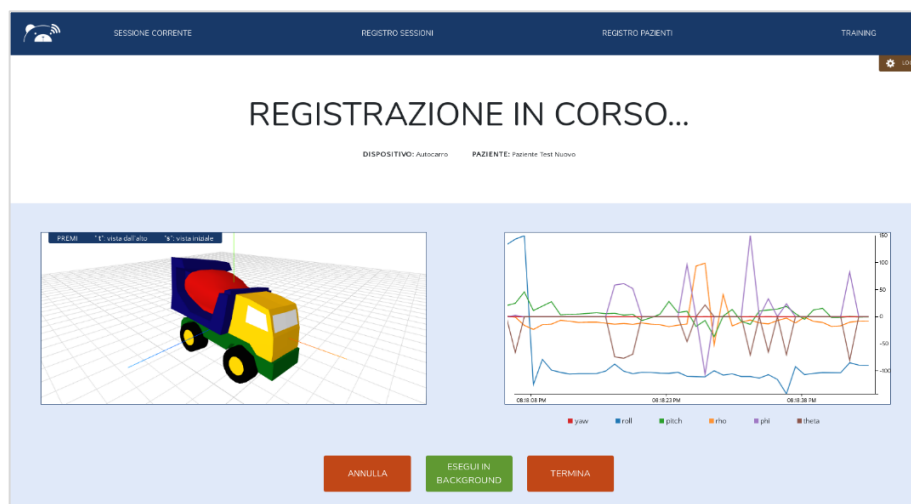 SESSIONE CORRENTE REGISTRO SESSIONI REGISTRO PAZIENTI TRAINING
REGISTRAZIONE IN CORSO...
DISPOSITIVO: Autocarro PAZIENTE: Paziente Test Nuovo
PREMI "t": vista dall'alto "s": vista iniziale
150
100
50
0
-50
-100
08:18:08 PM 08:18:23 PM 08:18:38 PM
yaw roll pitch rho phi theta
ANNULLA
ESEGUI IN
BACKGROUND
TERMINA